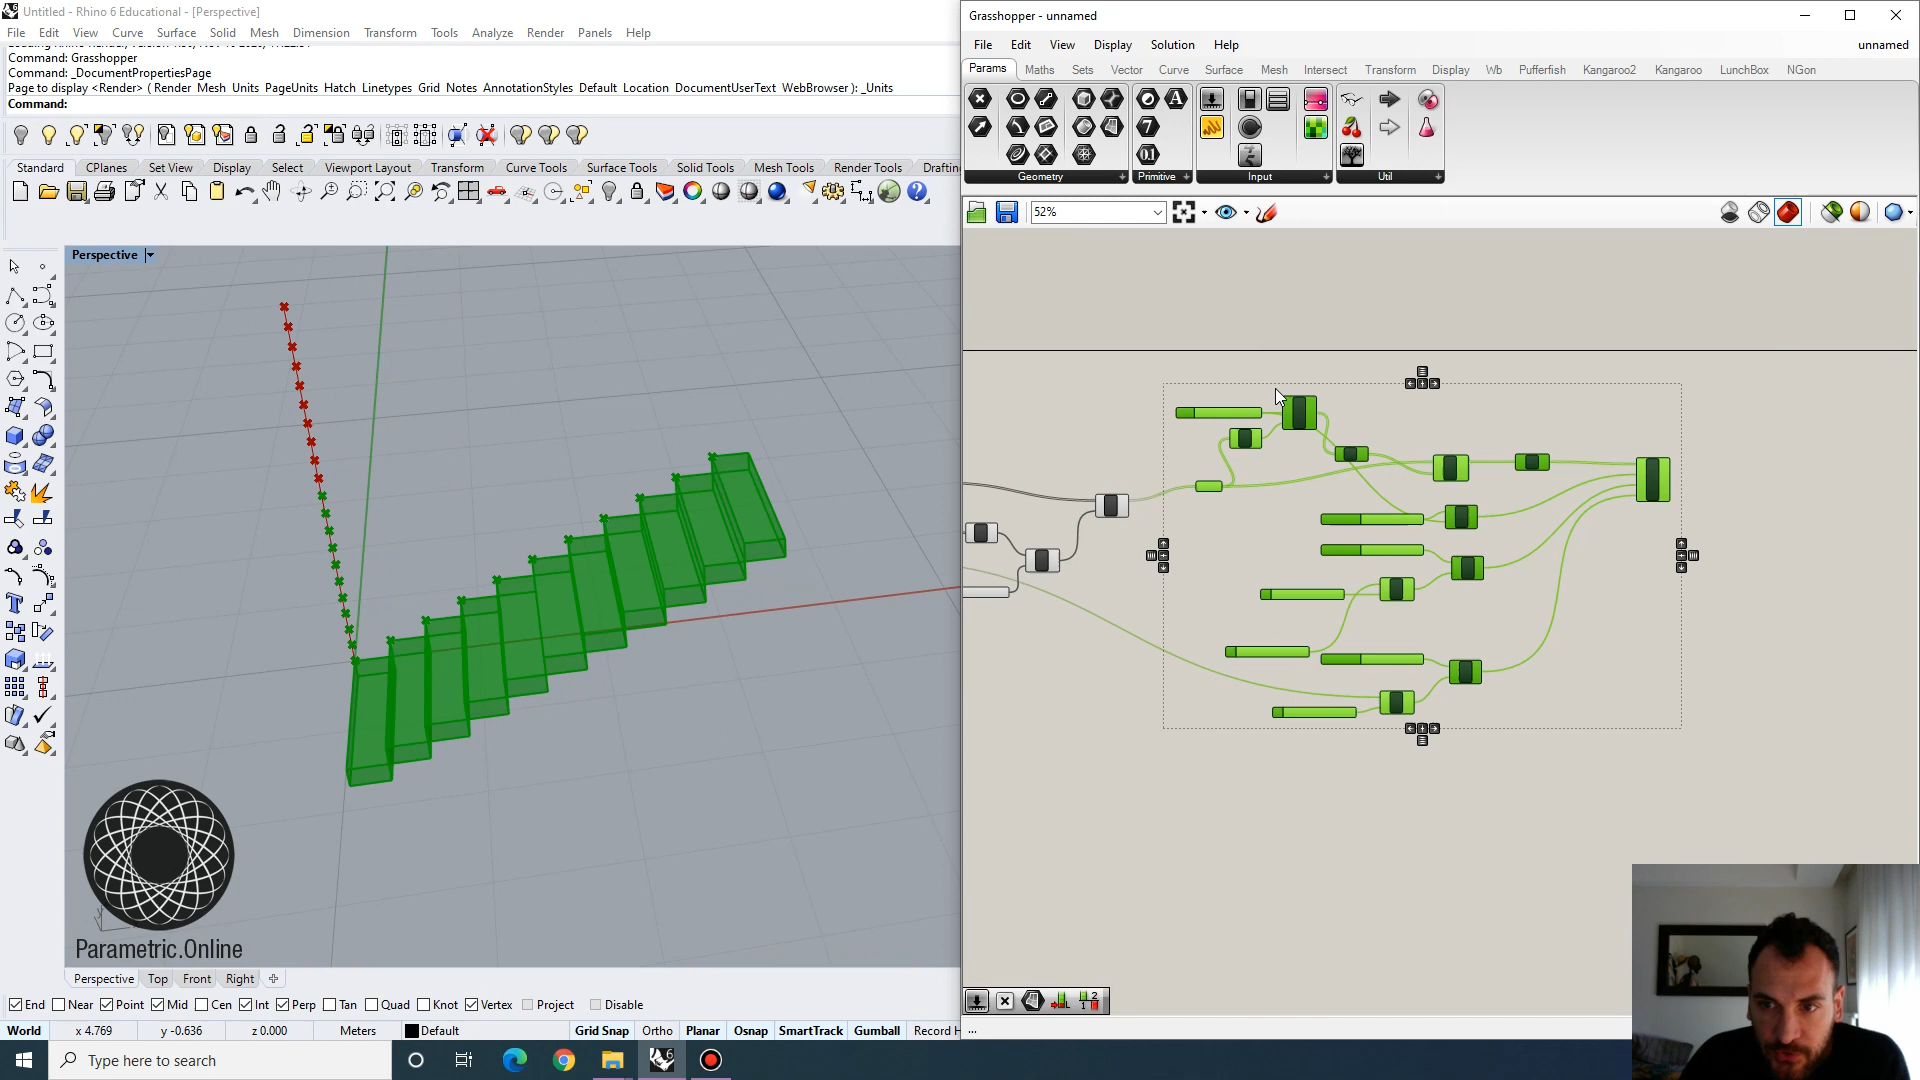 Untitled - Rhino 6 Educational - [Perspective]
File Edit View Curve Surface Solid Mesh Dimension Transform Tools Analyze Render Panels Help
Command: Grasshopper
Command: _DocumentPropertiesPage
Page to display <Render> ( Render Mesh Units PageUnits Hatch Linetypes Grid Notes AnnotationStyles Default Location DocumentUserText WebBrowser ): _Units
Command:
Standard CPlanes Set View Display Select Viewport Layout Transform Curve Tools Surface Tools Solid Tools Mesh Tools Render Tools Drafting
Perspective
Parametric.Online
Perspective Top Front Right
End Near Point Mid Cen Int Perp Tan Quad Knot Vertex Project Disable
World x 4.769 y -0.636 z 0.000 Meters Default Grid Snap Ortho Planar Osnap SmartTrack Gumball Record H
Type here to search
Grasshopper - unnamed
File Edit View Display Solution Help unnamed
Params Maths Sets Vector Curve Surface Mesh Intersect Transform Display Wb Pufferfish Kangaroo2 Kangaroo LunchBox NGon
Geometry Primitive Input Util
52%
...